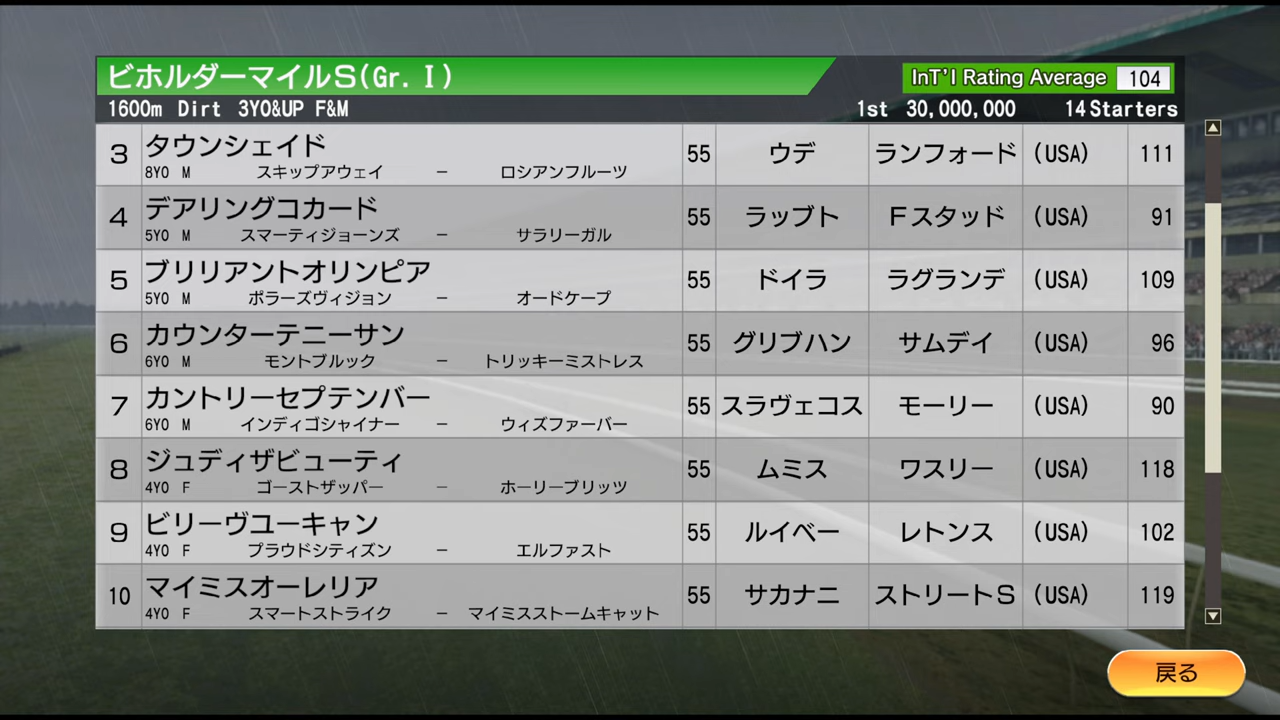 ビホルダーマイルS(Gr. I)
InT'l Rating Average 104
1600m Dirt 3YO&UP F&M 1st 30,000,000 14Starters
3 タウンシェイド 55 ウデ ランフォード (USA) 111
8YO M スキップアウェイ − ロシアンフルーツ
4 デアリングコカード 55 ラップト Fスタッド (USA) 91
5YO M スマーティジョーンズ − サラリーガル
5 ブリリアントオリンピア 55 ドイラ ラグランデ (USA) 109
5YO M ポラーズヴィジョン − オードケープ
6 カウンターテニーサン 55 グリブハン サムデイ (USA) 96
6YO M モントブルック − トリッキーミストレス
7 カントリーセプテンバー 55 スラヴェコス モーリー (USA) 90
6YO M インディゴシャイナー − ウィズファーバー
8 ジュディザビューティ 55 ムミス ワスリー (USA) 118
4YO F ゴーストザッパー − ホーリーブリッツ
9 ビリーヴユーキャン 55 ルイベー レトンス (USA) 102
4YO F プラウドシティズン − エルファスト
10 マイミスオーレリア 55 サカナニ ストリートS (USA) 119
4YO F スマートストライク − マイミスストームキャット
戻る